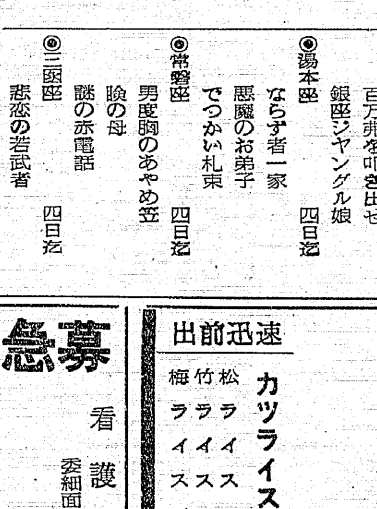 百万弗を叩き出せ
銀座ジヤングル娘
◉湯本座 四日迄
ならず者一家
悪魔のお弟子
でつかい札束
◉常磐座 四日迄
男度胸のあやめ笠
瞼の母
謎の赤電話
◉三函座 四日迄
悲恋の若武者
出前迅速
カツライス
松ライス
竹ライス
梅ライス
急募
看護
委細面